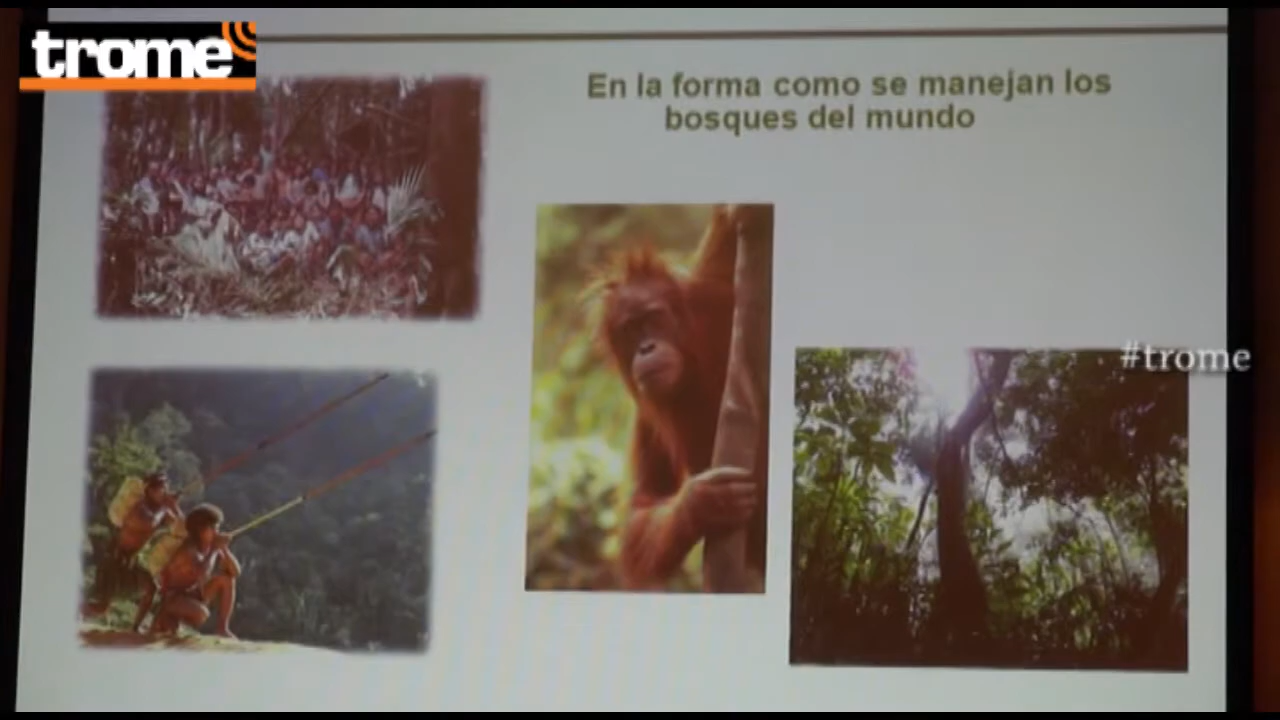 trome
En la forma como se manejan los
bosques del mundo
#trome